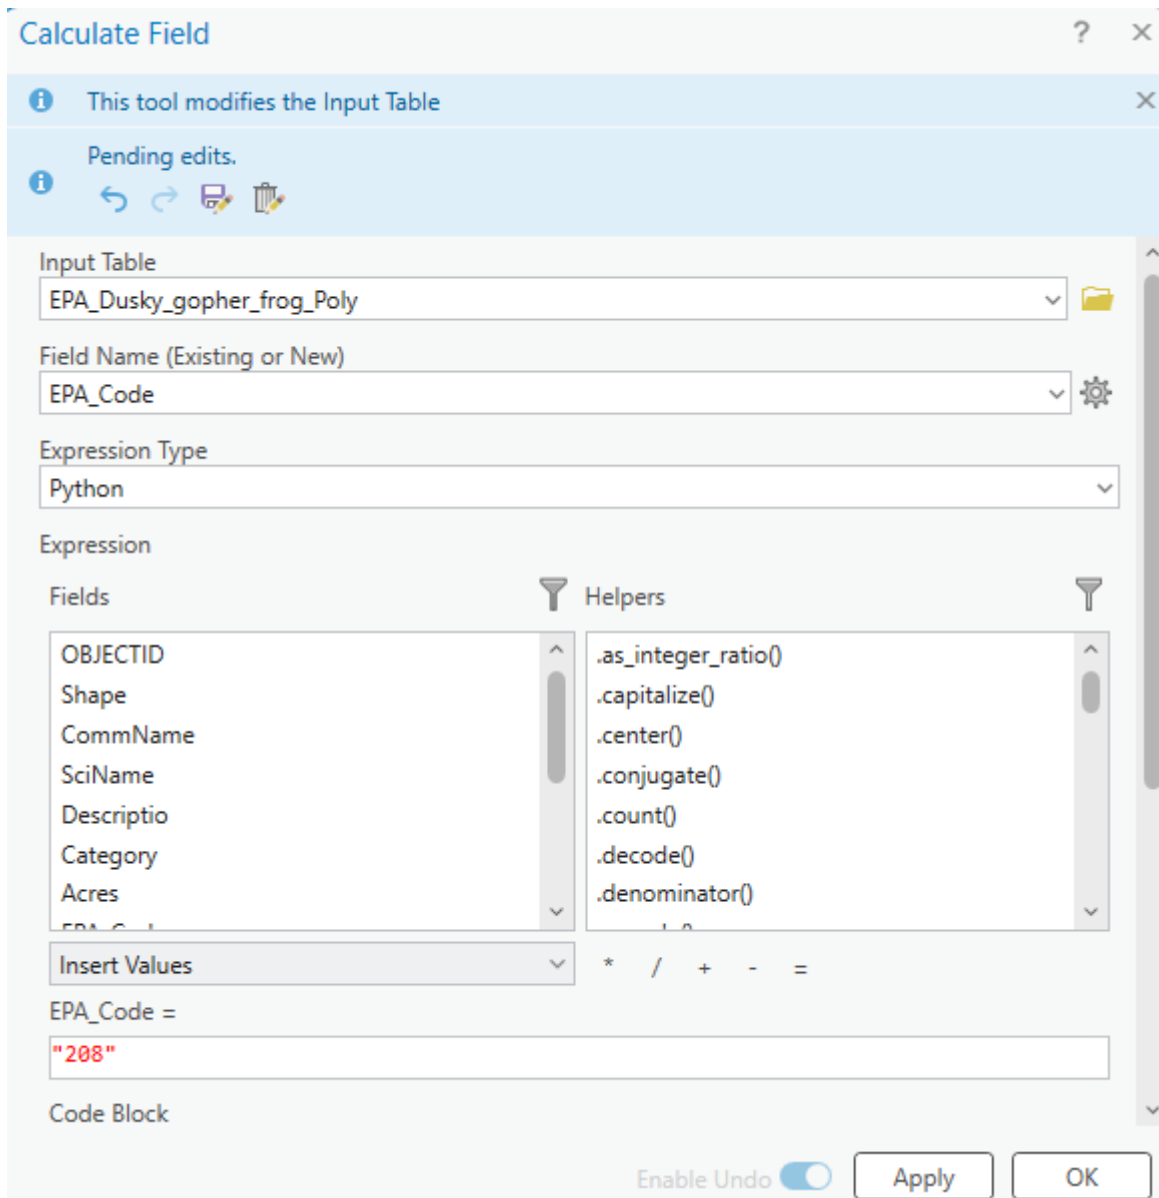 Calculate Field ?
This tool modifies the Input Table
Pending edits.
Input Table
EPA_Dusky_gopher_frog_Poly
Field Name (Existing or New)
EPA_Code
Expression Type
Python
Expression
Fields Helpers
OBJECTID .as_integer_ratio()
Shape .capitalize()
CommName .center()
SciName .conjugate()
Descriptio .count()
Category .decode()
Acres .denominator()
Insert Values * / + - =
EPA_Code =
"208"
Code Block
Enable Undo Apply OK